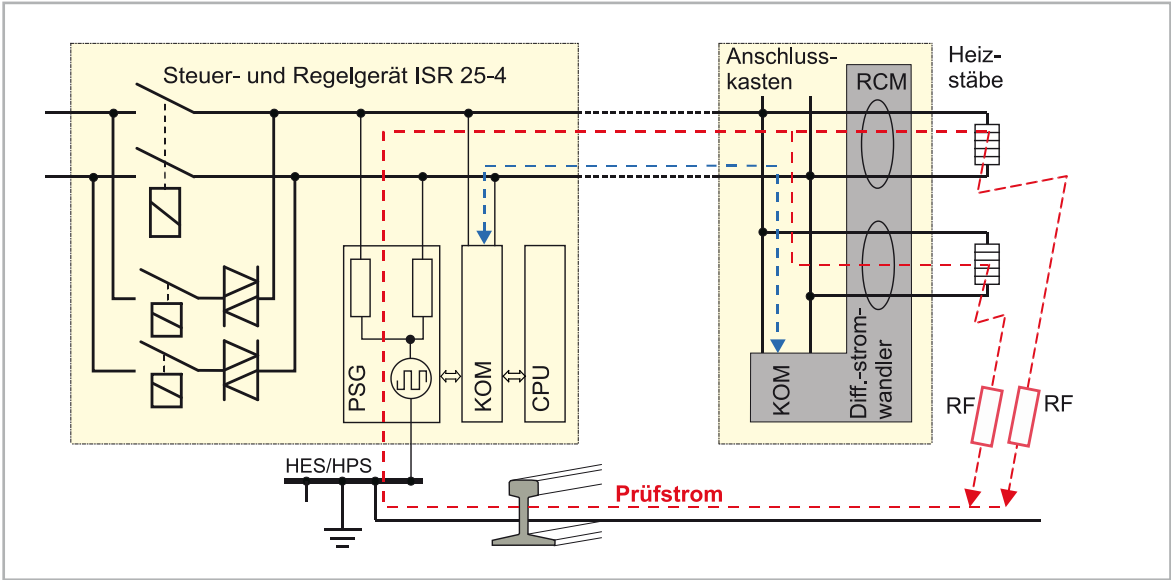 Steuer- und Regelgerät ISR 25-4
Anschluss-
kasten
Heiz-
stäbe
RCM
PSG
KOM
CPU
KOM
Diff.-strom-
wandler
RF
RF
HES/HPS
Prüfstrom